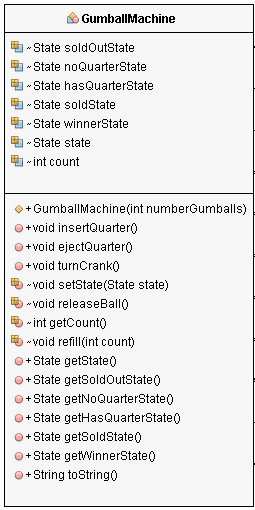 GumballMachine
~State soldOutState
~State noQuarterState
~State hasQuarterState
~State soldState
~State winnerState
~State state
~int count
+GumballMachine(int numberGumballs)
+void insertQuarter()
+void ejectQuarter()
+void turnCrank()
~void setState(State state)
~void releaseBall()
~int getCount()
~void refill(int count)
+State getState()
+State getSoldOutState()
+State getNoQuarterState()
+State getHasQuarterState()
+State getSoldState()
+State getWinnerState()
+String toString()